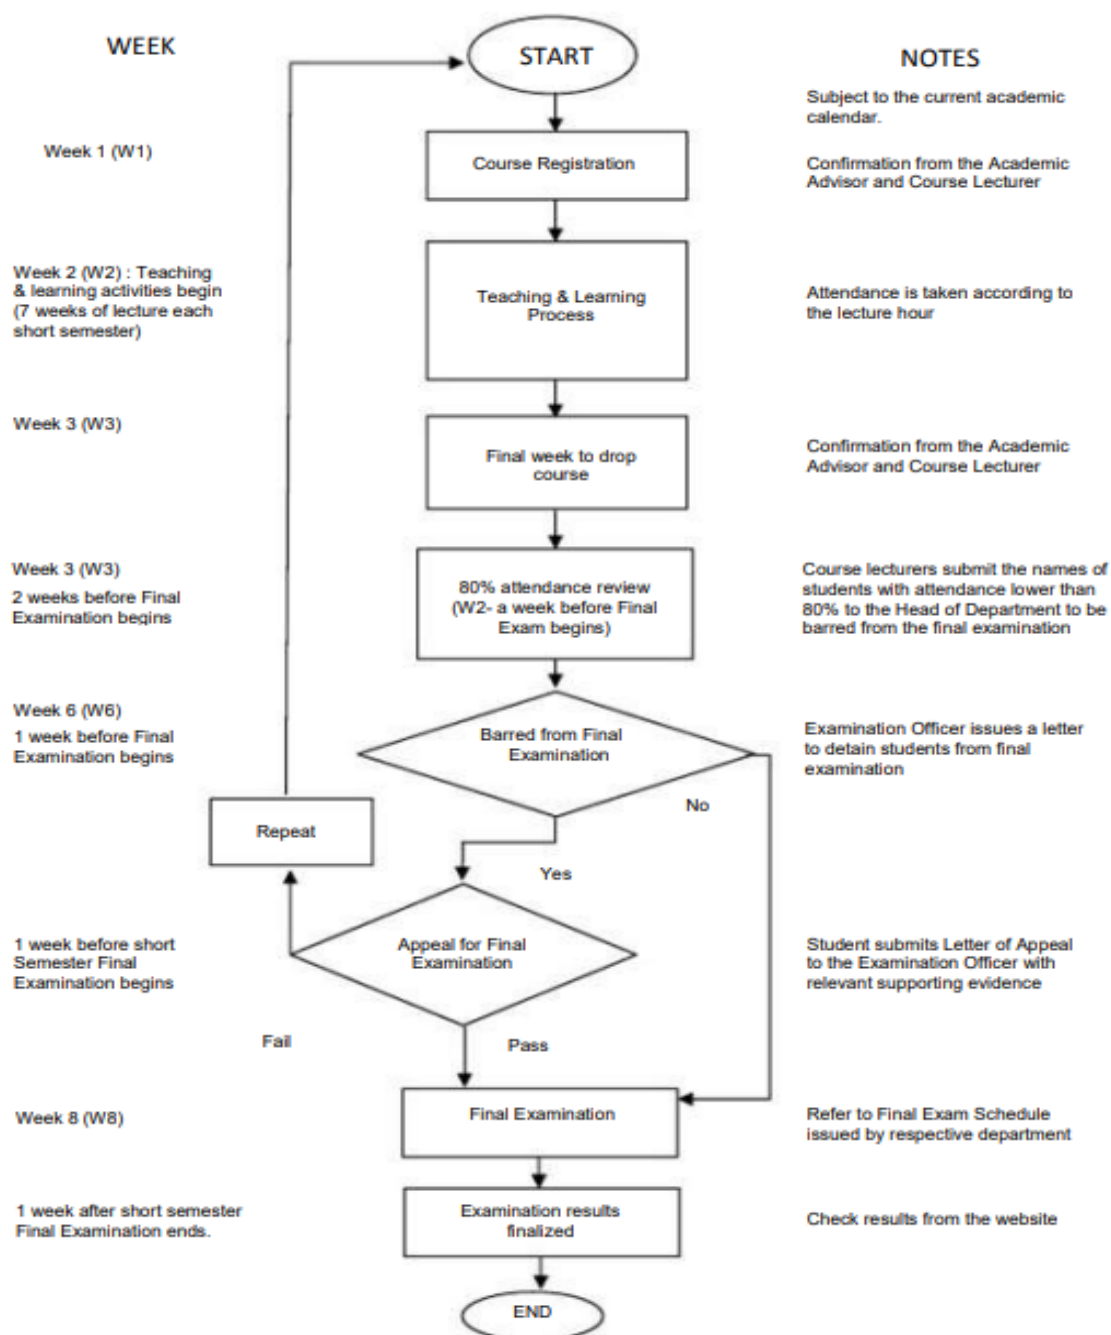 WEEK
START
NOTES
Subject to the current academic
calendar.
Week 1 (W1)
Course Registration
Confirmation from the Academic
Advisor and Course Lecturer
Week 2 (W2) : Teaching
& learning activities begin
(7 weeks of lecture each
short semester)
Teaching & Learning
Process
Attendance is taken according to
the lecture hour
Week 3 (W3)
Final week to drop
course
Confirmation from the Academic
Advisor and Course Lecturer
Week 3 (W3)
2 weeks before Final
Examination begins
80% attendance review
(W2- a week before Final
Exam begins)
Course lecturers submit the names of
students with attendance lower than
80% to the Head of Department to be
barred from the final examination
Week 6 (W6)
1 week before Final
Examination begins
Barred from Final
Examination
Examination Officer issues a letter
to detain students from final
examination
No
Repeat
Yes
1 week before short
Semester Final
Examination begins
Appeal for Final
Examination
Student submits Letter of Appeal
to the Examination Officer with
relevant supporting evidence
Fail
Pass
Week 8 (W8)
Final Examination
Refer to Final Exam Schedule
issued by respective department
1 week after short semester
Final Examination ends.
Examination results
finalized
Check results from the website
END